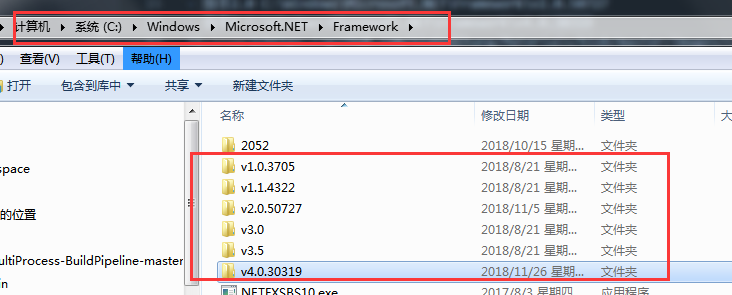 计算机 ▸ 系统 (C:) ▸ Windows ▸ Microsoft.NET ▸ Framework ▸
) 查看(V) 工具(T) 帮助(H)
打开 包含到库中 共享 新建文件夹
名称 修改日期 类型 大
2052 2018/10/15 星期... 文件夹
v1.0.3705 2018/8/21 星期... 文件夹
space
v1.1.4322 2018/8/21 星期... 文件夹
v2.0.50727 2018/11/5 星期... 文件夹
的位置
v3.0 2018/8/21 星期... 文件夹
v3.5 2018/8/21 星期... 文件夹
ultiProcess-BuildPipeline-master
v4.0.30319 2018/11/26 星期... 文件夹
in
NETFXSBS10.exe 2017/8/3 星期四 应用程序